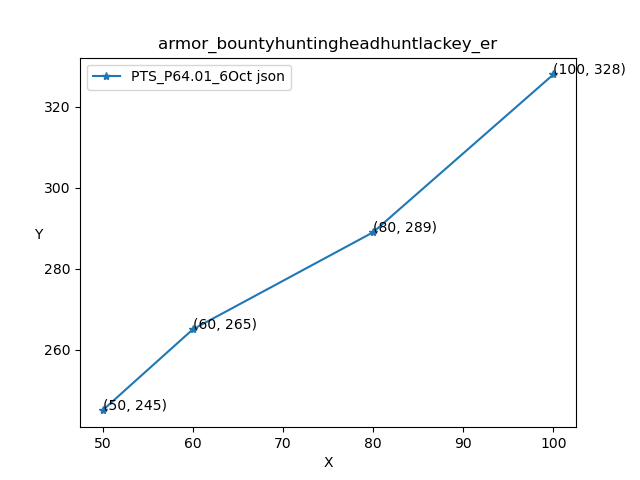 armor_bountyhuntingheadhuntlackey_er
PTS_P64.01_6Oct json
(100, 328)
320
300
280
260
Y
(80, 289)
(60, 265)
(50, 245)
50 60 70 80 90 100
X